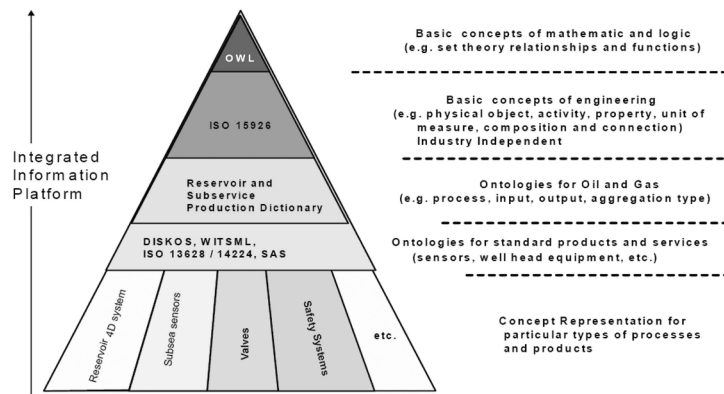 OWL
Basic concepts of mathematic and logic
(e.g. set theory relationships and functions)
ISO 15926
Basic concepts of engineering
(e.g. physical object, activity, property, unit of
measure, composition and connection)
Industry Independent
Integrated
Information
Platform
Reservoir and
Subservice
Production Dictionary
Ontologies for Oil and Gas
(e.g. process, input, output, aggregation type)
DISKOS, WITSML,
ISO 13628 / 14224, SAS
Ontologies for standard products and services
(sensors, well head equipment, etc.)
Reservoir 4D system
Subsea sensors
Valves
Safety Systems
etc.
Concept Representation for
particular types of processes
and products